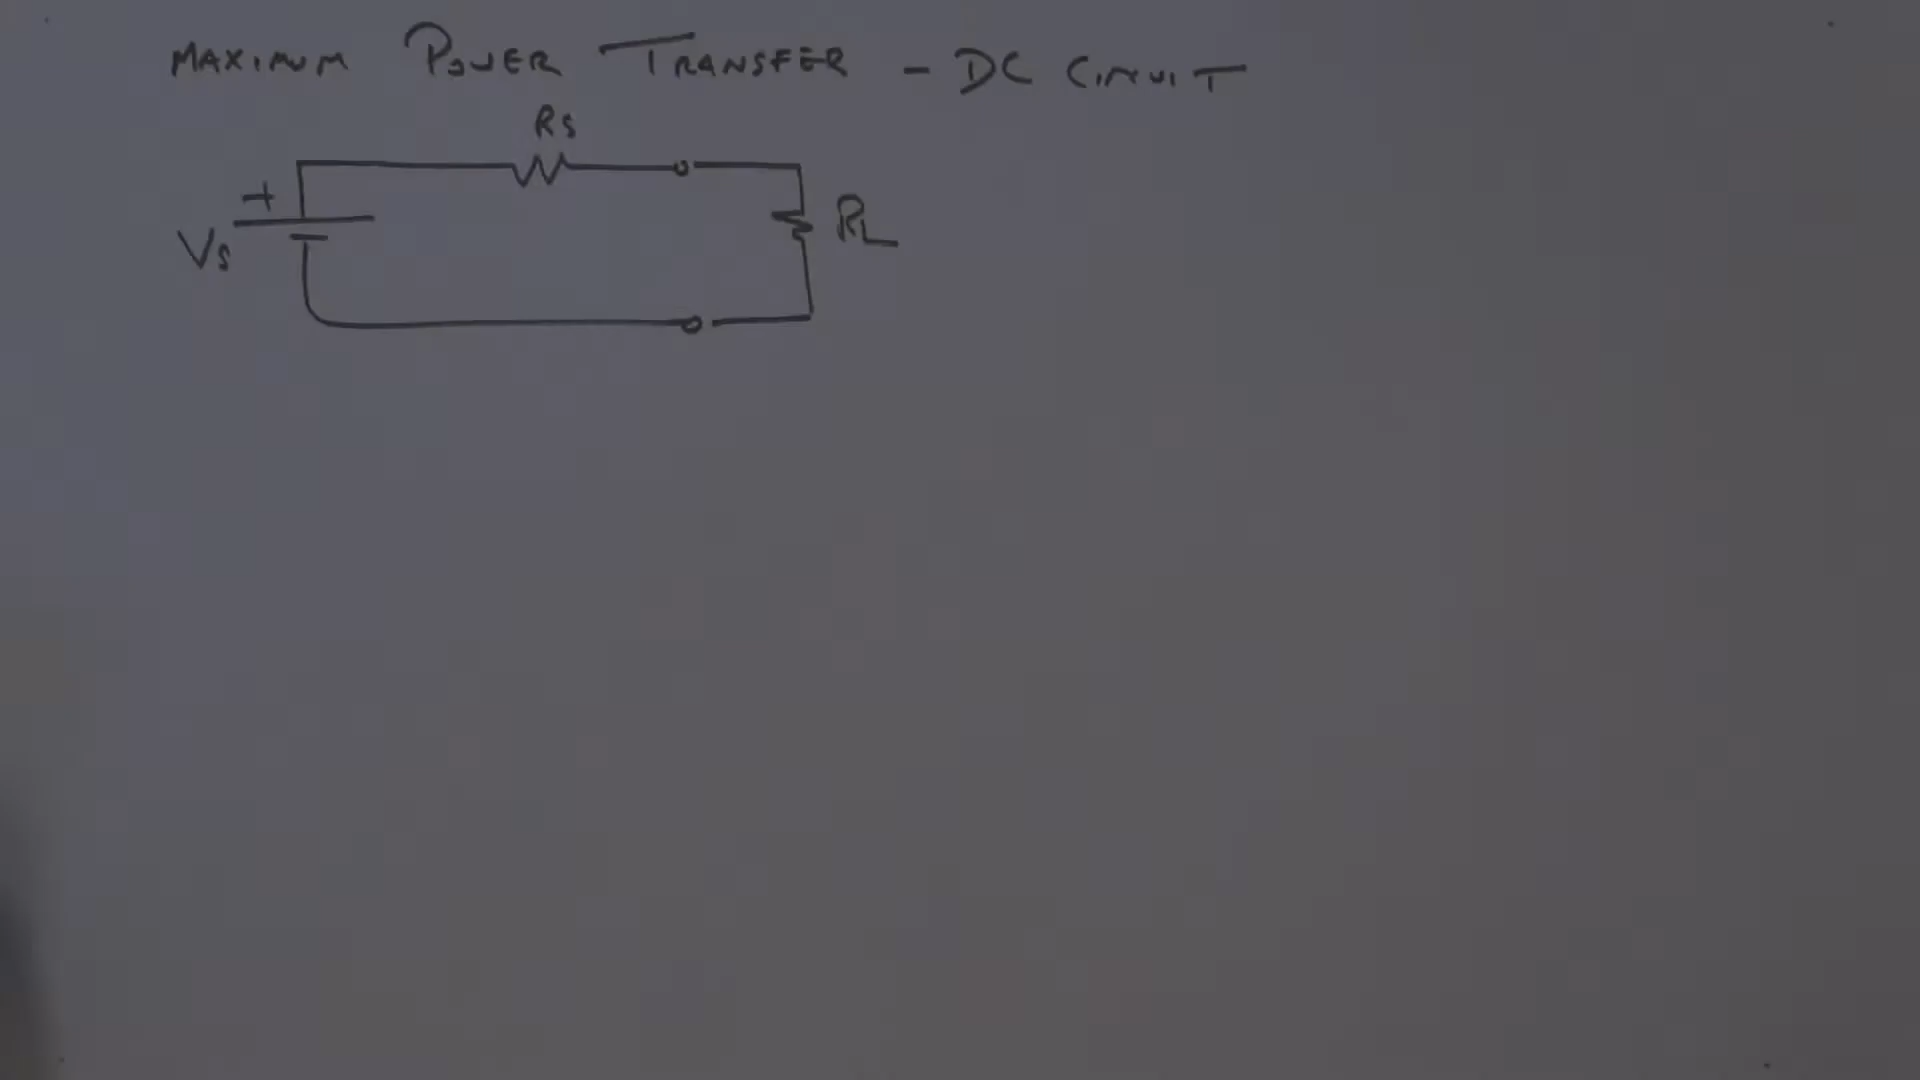 MAXIMUM POWER TRANSFER - DC CIRCUIT
Rs
+
Vs
RL